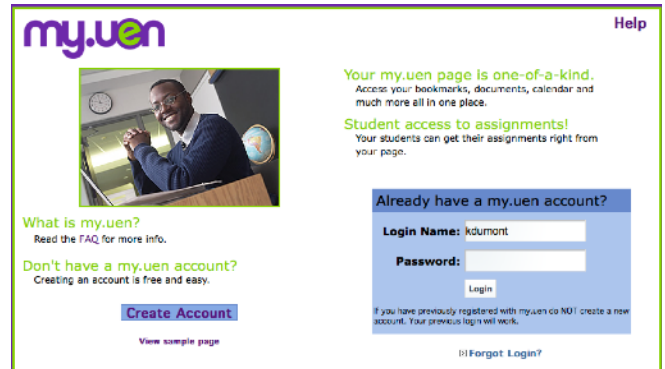 my.uen
Help
Your my.uen page is one-of-a-kind.
Access your bookmarks, documents, calendar and
much more all in one place.
Student access to assignments!
Your students can get their assignments right from
your page.
What is my.uen?
Read the FAQ for more info.
Don't have a my.uen account?
Creating an account is free and easy.
Create Account
View sample page
Already have a my.uen account?
Login Name: kdumont
Password:
Login
If you have previously registered with my.uen do NOT create a new
account. Your previous login will work.
Forgot Login?